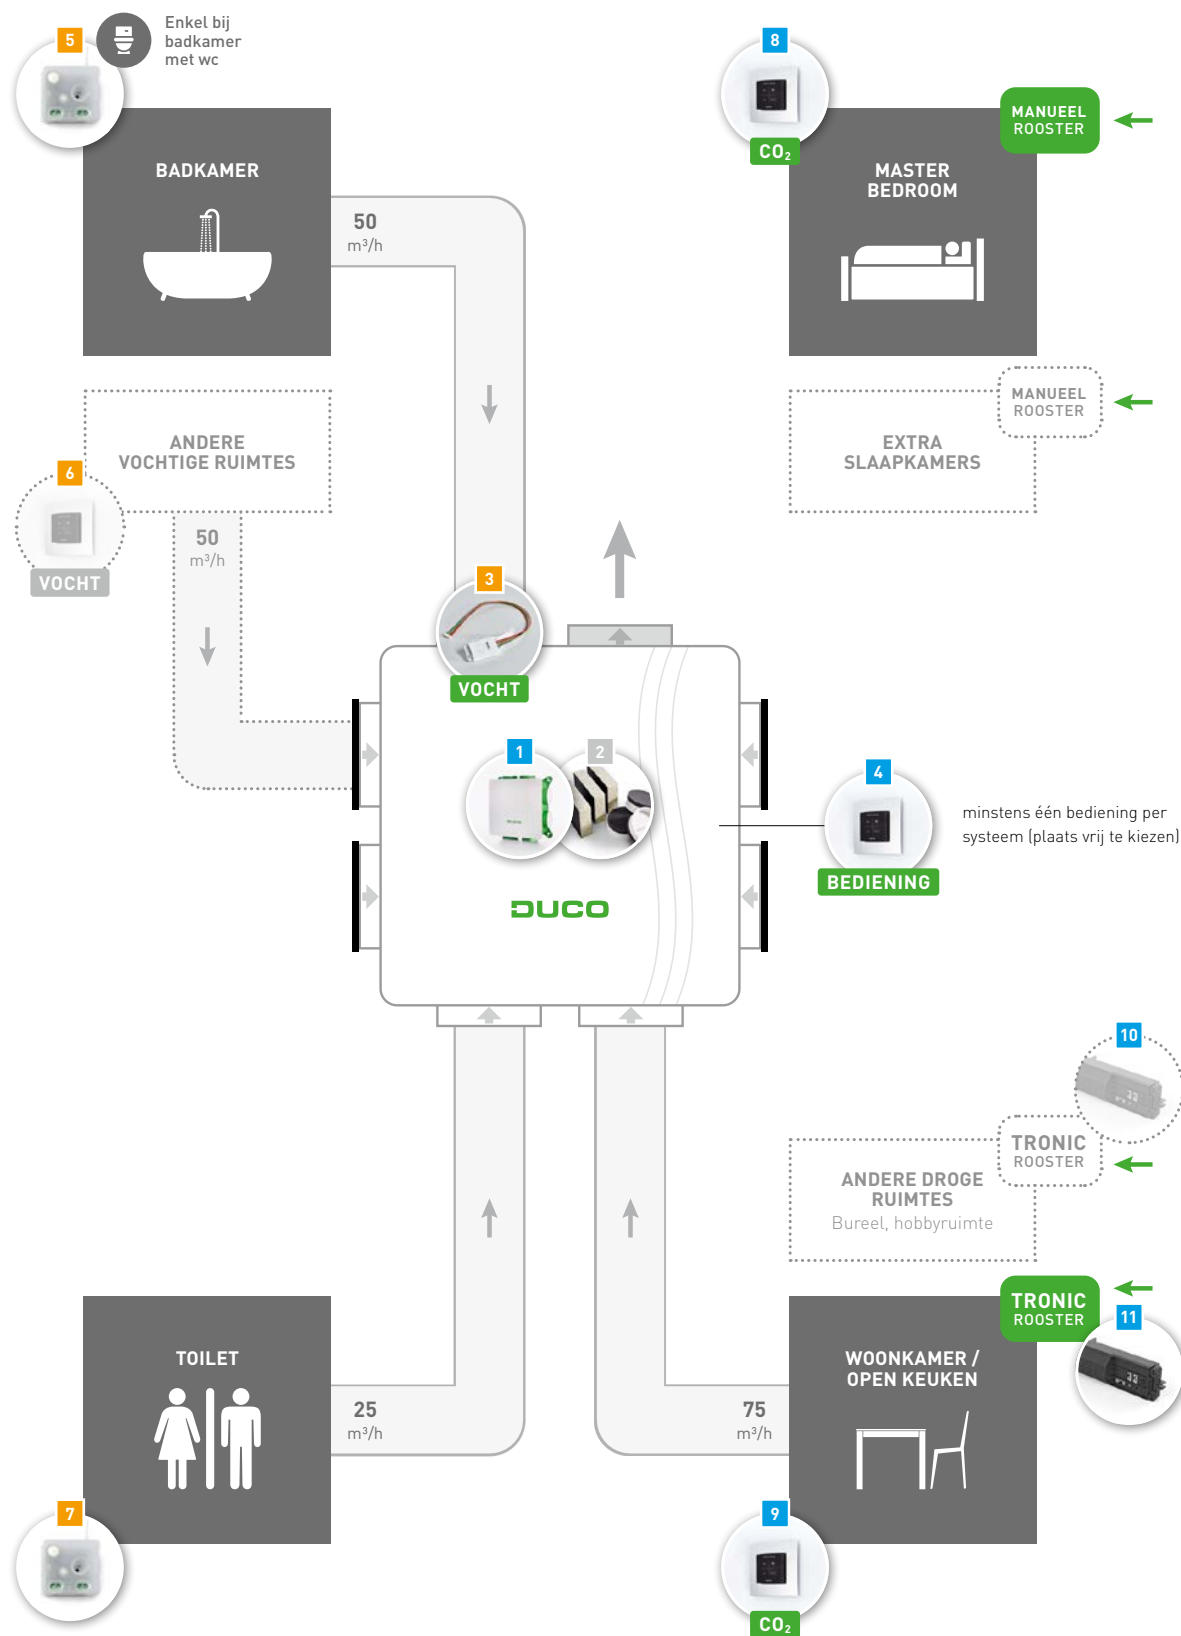 5
Enkel bij
badkamer
met wc
BADKAMER
50
m³/h
8
CO₂
MANUEEL
ROOSTER
MASTER
BEDROOM
ANDERE
VOCHTIGE RUIMTES
6
VOCHT
50
m³/h
MANUEEL
ROOSTER
EXTRA
SLAAPKAMERS
3
VOCHT
1
2
DUCO
4
BEDIENING
minstens één bediening per
systeem (plaats vrij te kiezen)
10
TRONIC
ROOSTER
ANDERE DROGE
RUIMTES
Bureel, hobbyruimte
TOILET
25
m³/h
7
75
m³/h
TRONIC
ROOSTER
11
WOONKAMER /
OPEN KEUKEN
9
CO₂